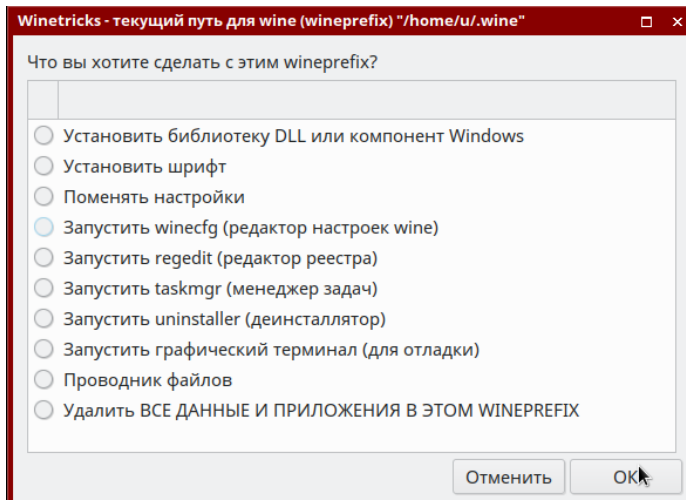 Winetricks - текущий путь для wine (wineprefix) "/home/u/.wine"
Что вы хотите сделать с этим wineprefix?
Установить библиотеку DLL или компонент Windows
Установить шрифт
Поменять настройки
Запустить winecfg (редактор настроек wine)
Запустить regedit (редактор реестра)
Запустить taskmgr (менеджер задач)
Запустить uninstaller (деинсталлятор)
Запустить графический терминал (для отладки)
Проводник файлов
Удалить ВСЕ ДАННЫЕ И ПРИЛОЖЕНИЯ В ЭТОМ WINEPREFIX
Отменить
OK